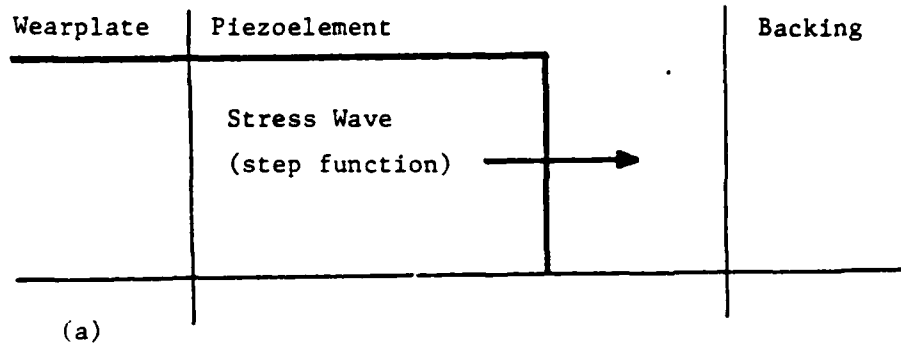 Wearplate Piezoelement Backing
Stress Wave
(step function)
(a)